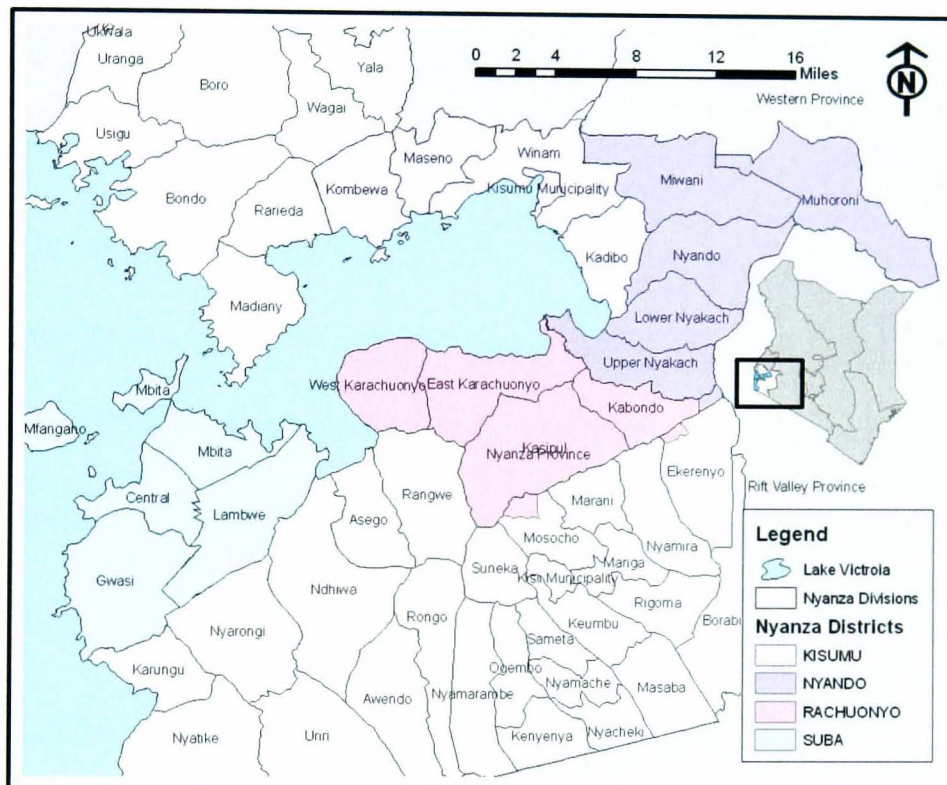 Ukwala
Uranga
Boro
Yala
Wagai
Usigu
0 2 4 8 12 16
Miles
N
Western Province
Maseno
Winam
Kombewa
Kisumu Municipality
Bondo
Rarieda
Miwani
Muhoroni
Kadibo
Nyando
Madiany
Lower Nyakach
Upper Nyakach
West Karachuonyo
East Karachuonyo
Kabondo
Mbita
Mfangaho
Mbita
Kasipul
Nyanza Province
Central
Lambwe
Asego
Rangwe
Ekerenyo
Rift Valley Province
Marani
Mosocho
Nyamira
Gwasi
Ndhiwa
Suneka
Manga
Kisii Municipality
Rigoma
Nyarongi
Rongo
Keumbu
Borabu
Sameta
Karungu
Ogembo
Nyamache
Masaba
Awendo
Nyamarambe
Nyatike
Uriri
Kenyenya
Nyacheki
Legend
Lake Victroia
Nyanza Divisions
Nyanza Districts
KISUMU
NYANDO
RACHUONYO
SUBA